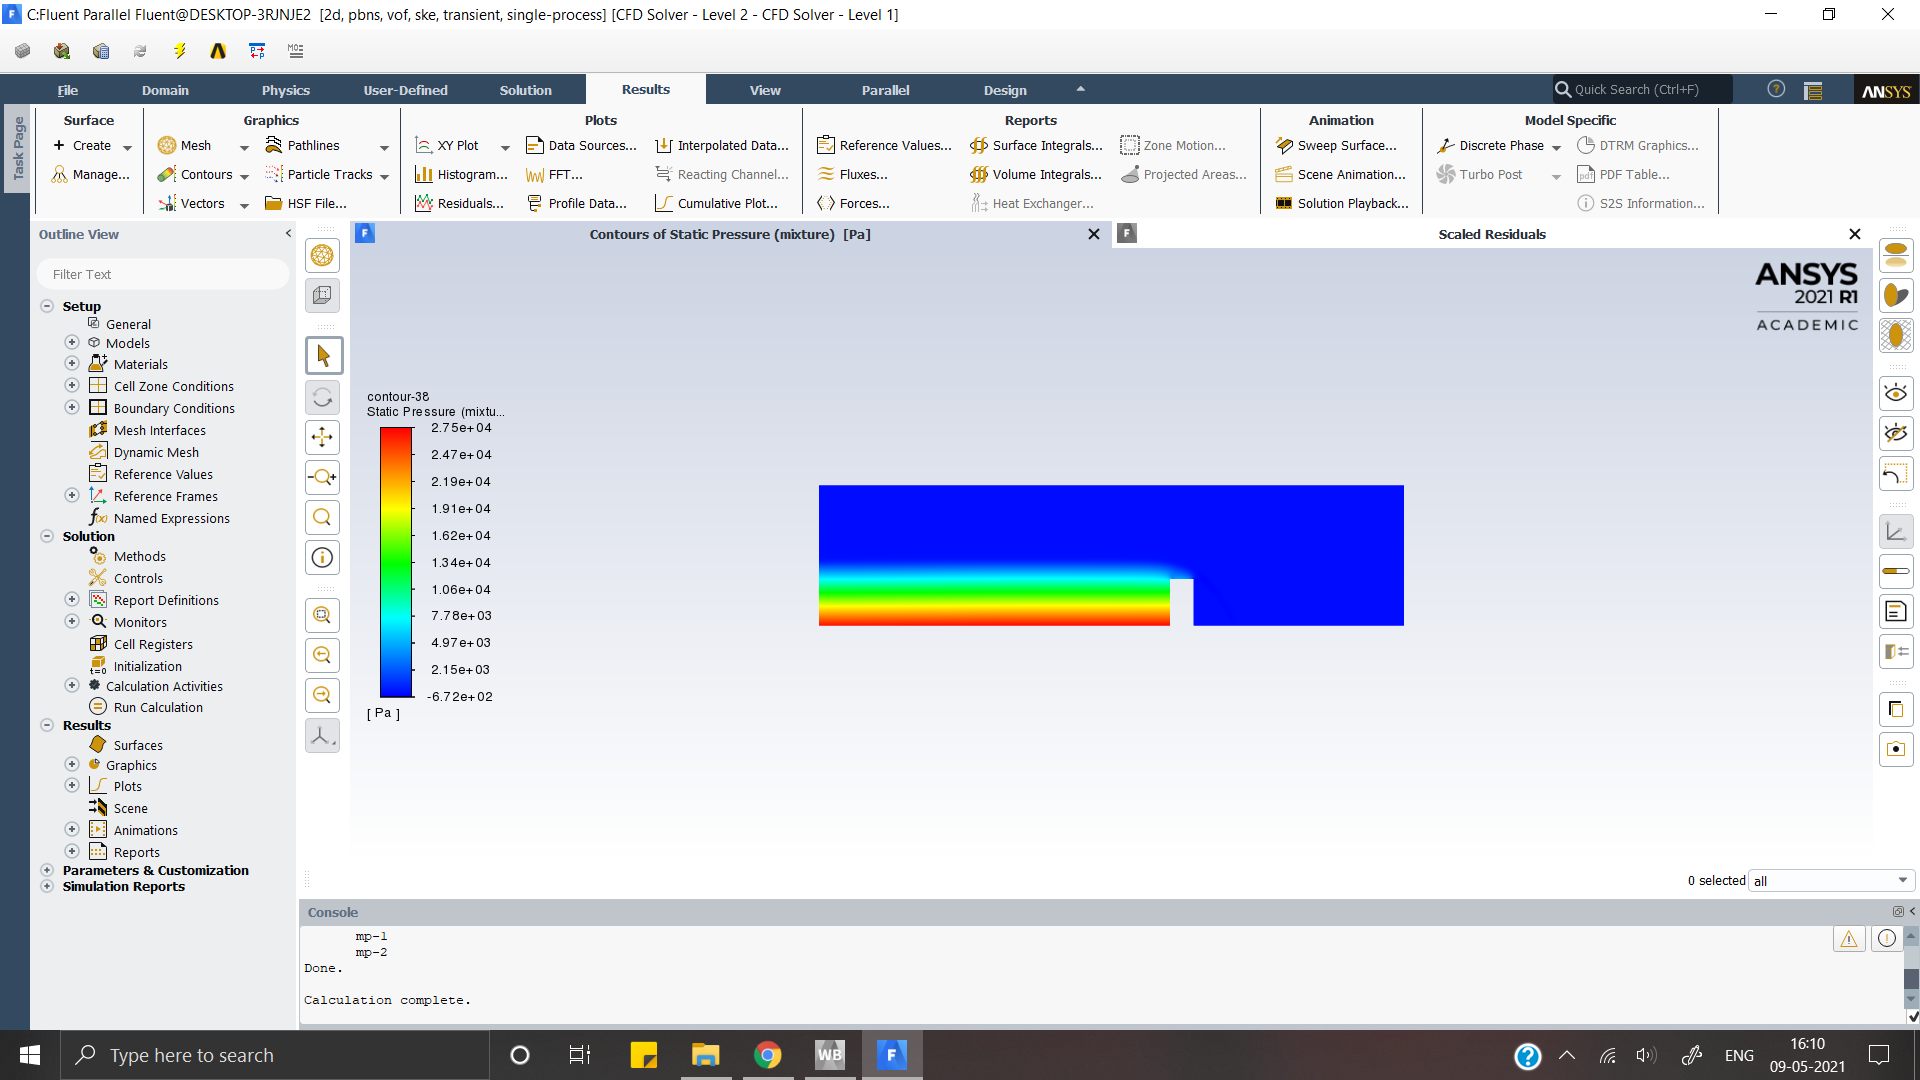 C:Fluent Parallel Fluent@DESKTOP-3RJNJE2 [2d, pbns, vof, ske, transient, single-process] [CFD Solver - Level 2 - CFD Solver - Level 1]
File Domain Physics User-Defined Solution Results View Parallel Design Quick Search (Ctrl+F) ANSYS
Task Page
Surface
Create
Manage...
Graphics
Mesh Pathlines
Contours Particle Tracks
Vectors HSF File...
Plots
XY Plot Data Sources... Interpolated Data...
Histogram... FFT... Reacting Channel...
Residuals... Profile Data... Cumulative Plot...
Reports
Reference Values... Surface Integrals... Zone Motion...
Fluxes... Volume Integrals... Projected Areas...
Forces... Heat Exchanger...
Animation
Sweep Surface...
Scene Animation...
Solution Playback...
Model Specific
Discrete Phase DTRM Graphics...
Turbo Post PDF Table...
S2S Information...
Outline View
Filter Text
Setup
General
Models
Materials
Cell Zone Conditions
Boundary Conditions
Mesh Interfaces
Dynamic Mesh
Reference Values
Reference Frames
Named Expressions
Solution
Methods
Controls
Report Definitions
Monitors
Cell Registers
Initialization
Calculation Activities
Run Calculation
Results
Surfaces
Graphics
Plots
Scene
Animations
Reports
Parameters & Customization
Simulation Reports
Contours of Static Pressure (mixture) [Pa]
Scaled Residuals
ANSYS
2021 R1
ACADEMIC
contour-38
Static Pressure (mixtu...
2.75e+04
2.47e+04
2.19e+04
1.91e+04
1.62e+04
1.34e+04
1.06e+04
7.78e+03
4.97e+03
2.15e+03
-6.72e+02
[ Pa ]
0 selected all
Console
mp-1
mp-2
Done.
Calculation complete.
Type here to search
WB
F
ENG
16:10
09-05-2021